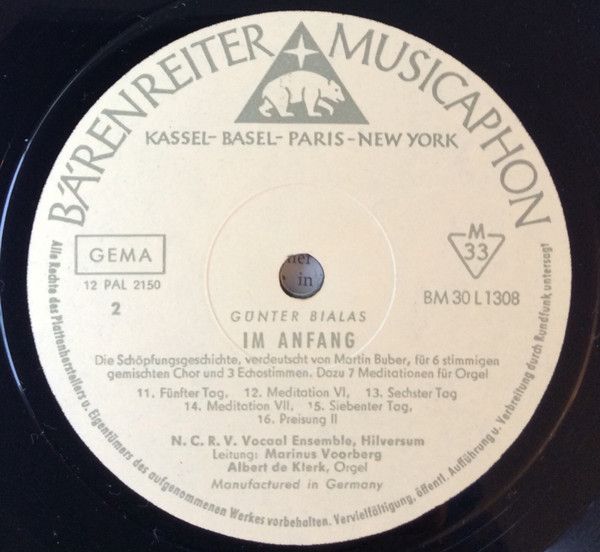 BÄRENREITER MUSICAPHON
KASSEL- BASEL- PARIS - NEW YORK
GEMA
12 PAL 2150
2
M
33
BM 30 L 1308
her
in
GÜNTER BIALAS
IM ANFANG
Die Schöpfungsgeschichte, verdeutscht von Martin Buber, für 6 stimmigen
gemischten Chor und 3 Echostimmen. Dazu 7 Meditationen für Orgel
11. Fünfter Tag, 12. Meditation VI, 13. Sechster Tag
14. Meditation VII, 15. Siebenter Tag,
16. Preisung II
N. C. R. V. Vocaal Ensemble, Hilversum
Leitung: Marinus Voorberg
Albert de Klerk, Orgel
Manufactured in Germany
Alle Rechte des Plattenherstellers u. Eigentümers des aufgenommenen Werkes vorbehalten. Vervielfältigung, öffentl. Aufführung u. Verbreitung durch Rundfunk untersagt